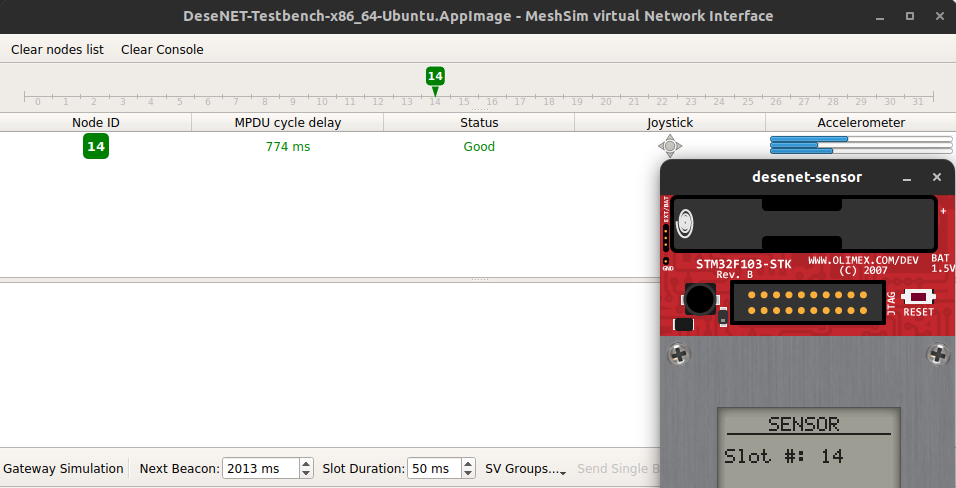 DeseNET-Testbench-x86_64-Ubuntu.AppImage - MeshSim virtual Network Interface
Clear nodes list Clear Console
14
0 1 2 3 4 5 6 7 8 9 10 11 12 13 14 15 16 17 18 19 20 21 22 23 24 25 26 27 28 29 30 31
Node ID MPDU cycle delay Status Joystick Accelerometer
14 774 ms Good
desenet-sensor
EXT/BAT
+
GND
STM32F103-STK
Rev. B
WWW.OLIMEX.COM/DEV
(C) 2007
BAT
1.5V
JTAG
RESET
SENSOR
Slot #: 14
Gateway Simulation Next Beacon: 2013 ms Slot Duration: 50 ms SV Groups... Send Single B